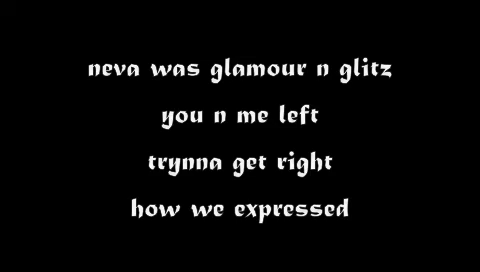 neva was glamour n glitz
you n me left
trynna get right
how we expressed